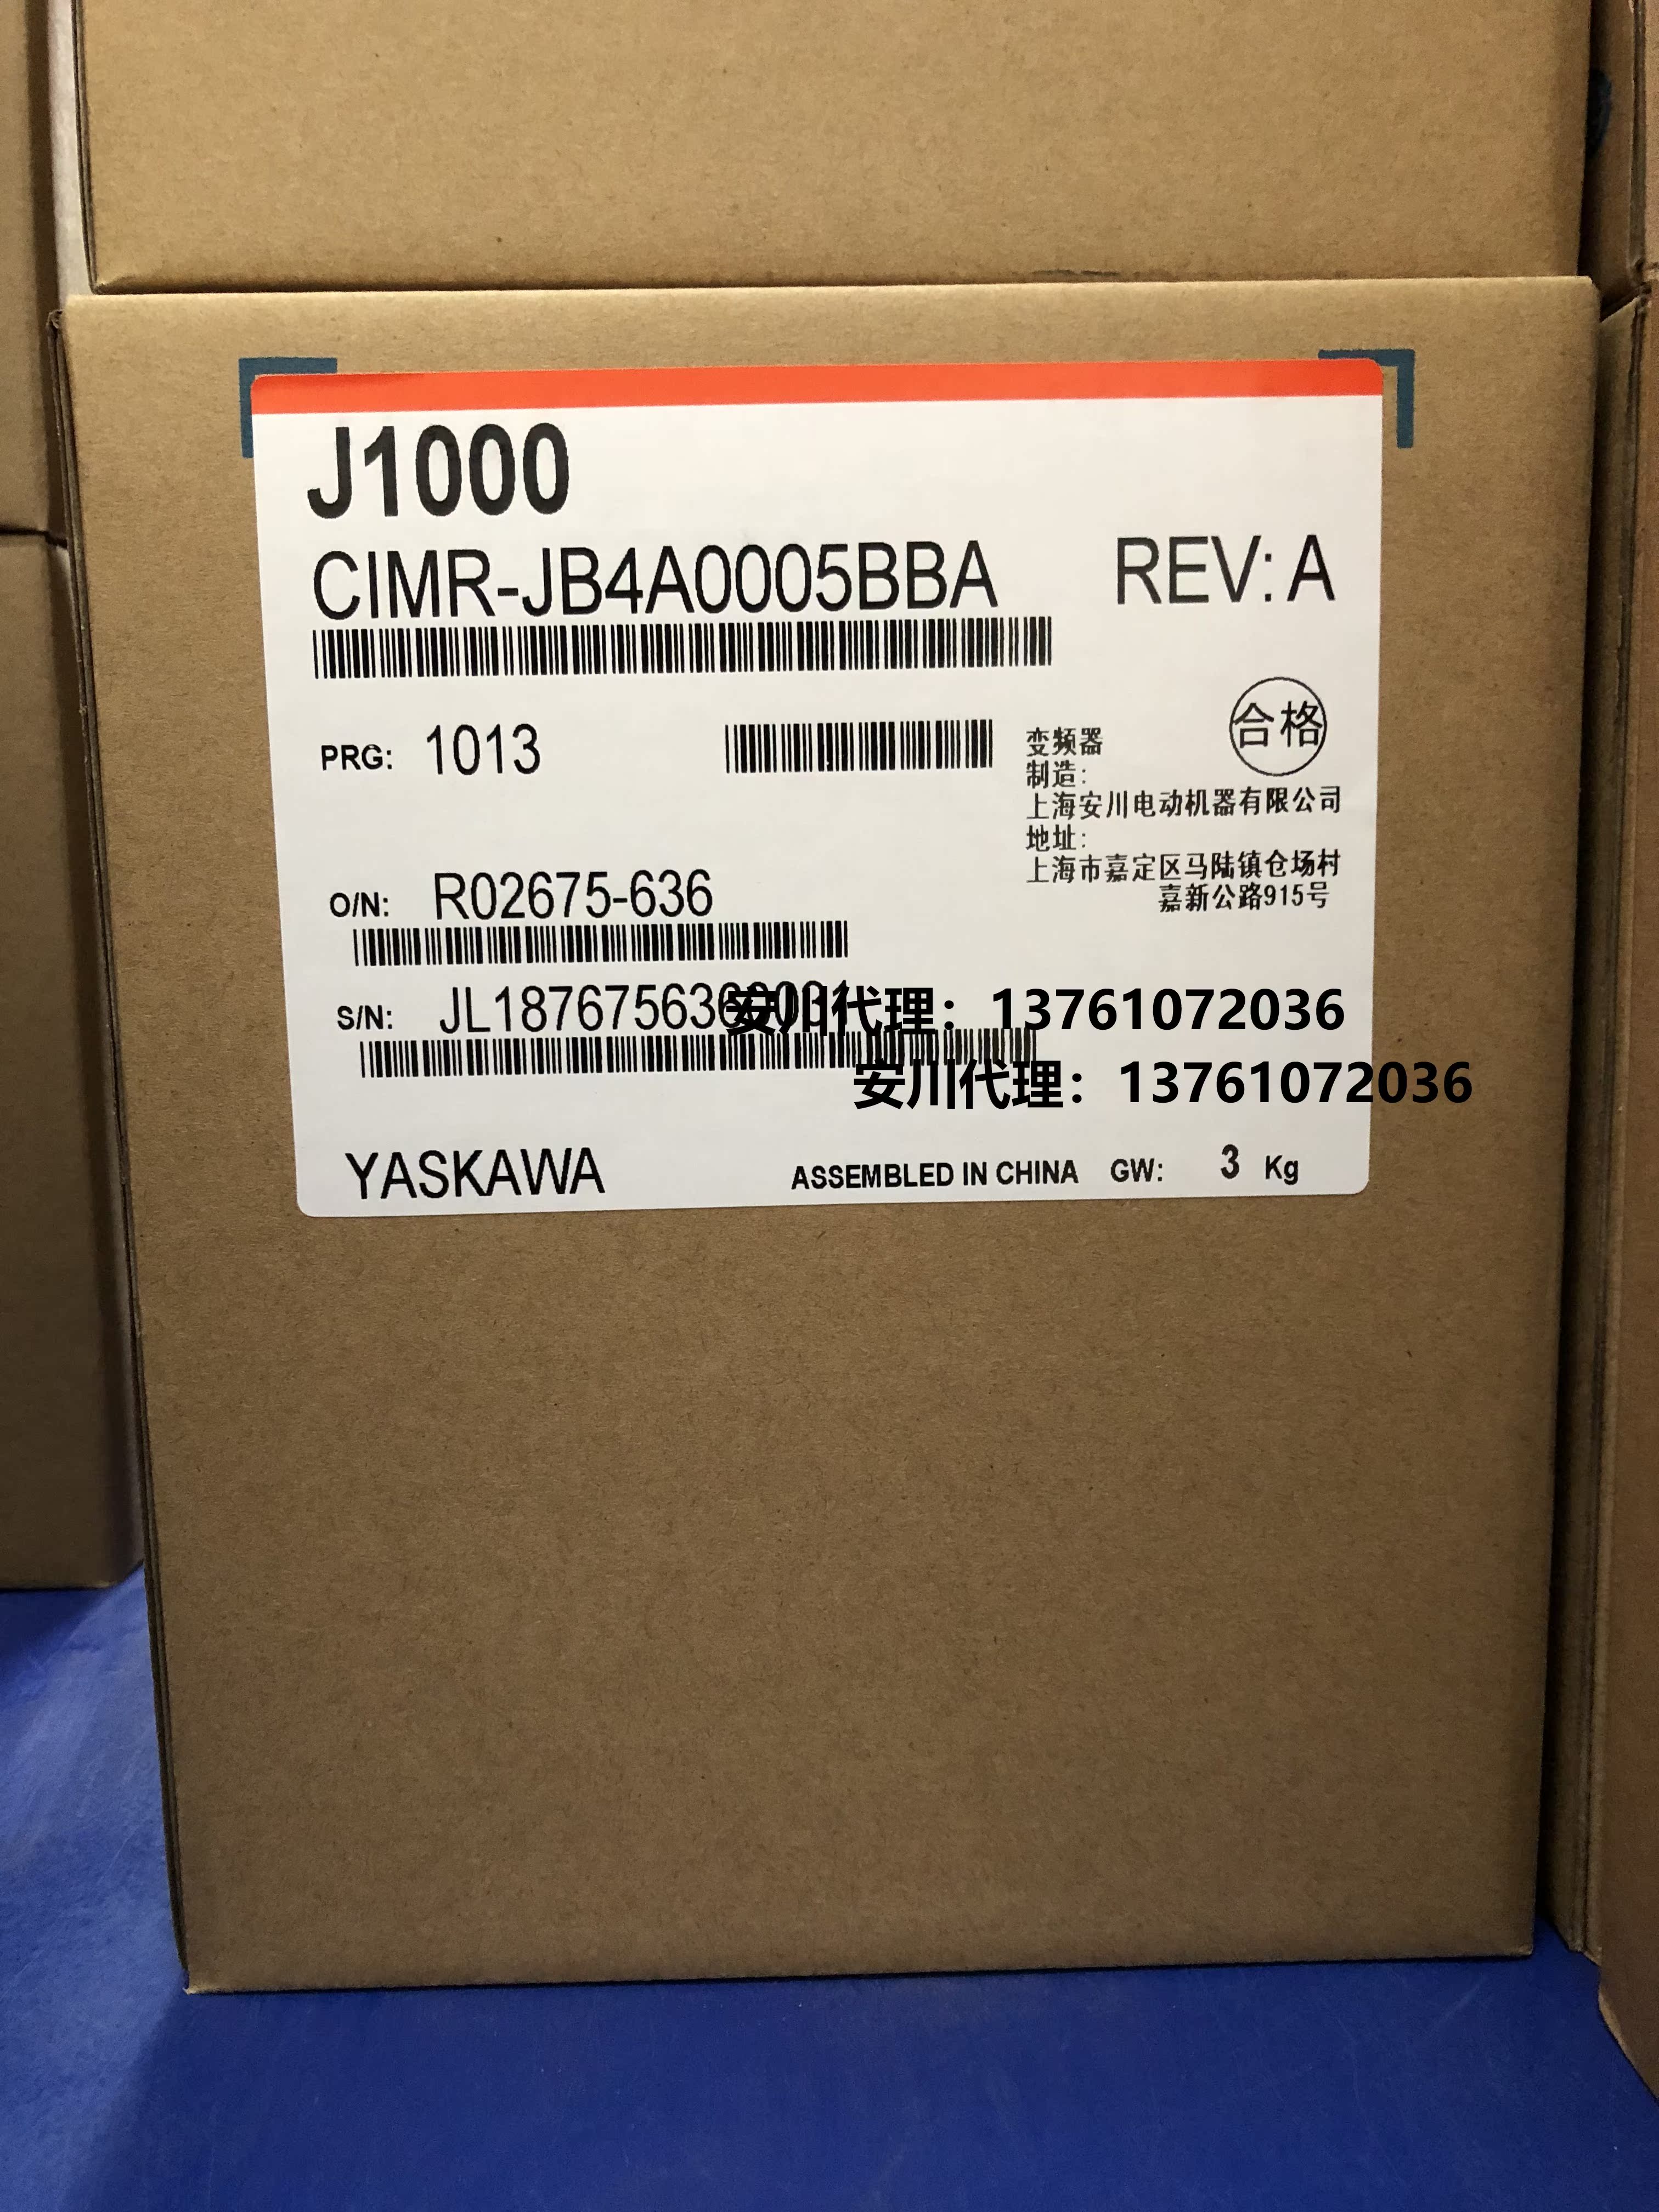 J1000
CIMR-JB4A0005BBA REV: A
PRG: 1013
合格
变频器
制造:
上海安川电动机器有限公司
地址:
上海市嘉定区马陆镇仓场村
嘉新公路915号
O/N: R02675-636
S/N:
安川代理：13761072036
安川代理：13761072036
YASKAWA ASSEMBLED IN CHINA GW: 3 Kg